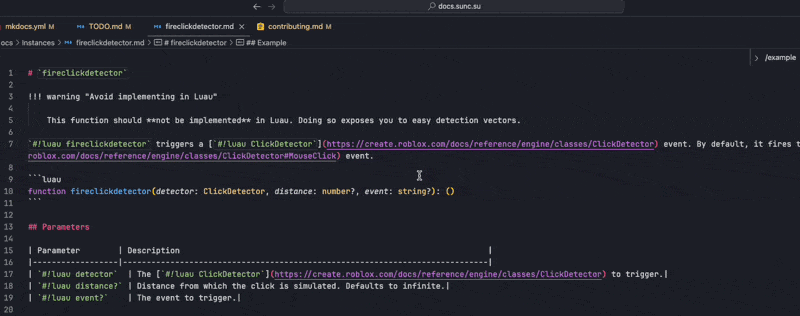 docs.sunc.su
mkdocs.yml M TODO.md M fireclickdetector.md contributing.md M
ocs > Instances > fireclickdetector.md > # fireclickdetector > ## Example
/example
1 # `fireclickdetector`
2
3 !!! warning "Avoid implementing in Luau"
4
5 This function should **not be implemented** in Luau. Doing so exposes you to easy detection vectors.
6
7 `#!luau fireclickdetector` triggers a [`#!luau ClickDetector`](https://create.roblox.com/docs/reference/engine/classes/ClickDetector) event. By default, it fires t
roblox.com/docs/reference/engine/classes/ClickDetector#MouseClick) event.
8
9 ```luau
10 function fireclickdetector(detector: ClickDetector, distance: number?, event: string?): ()
11 ```
12
13 ## Parameters
14
15 | Parameter | Description |
16 |-----------------|---------------------------------------------------------------------|
17 | `#!luau detector` | The [`#!luau ClickDetector`](https://create.roblox.com/docs/reference/engine/classes/ClickDetector) to trigger.|
18 | `#!luau distance?` | Distance from which the click is simulated. Defaults to infinite.|
19 | `#!luau event?` | The event to trigger.|
20